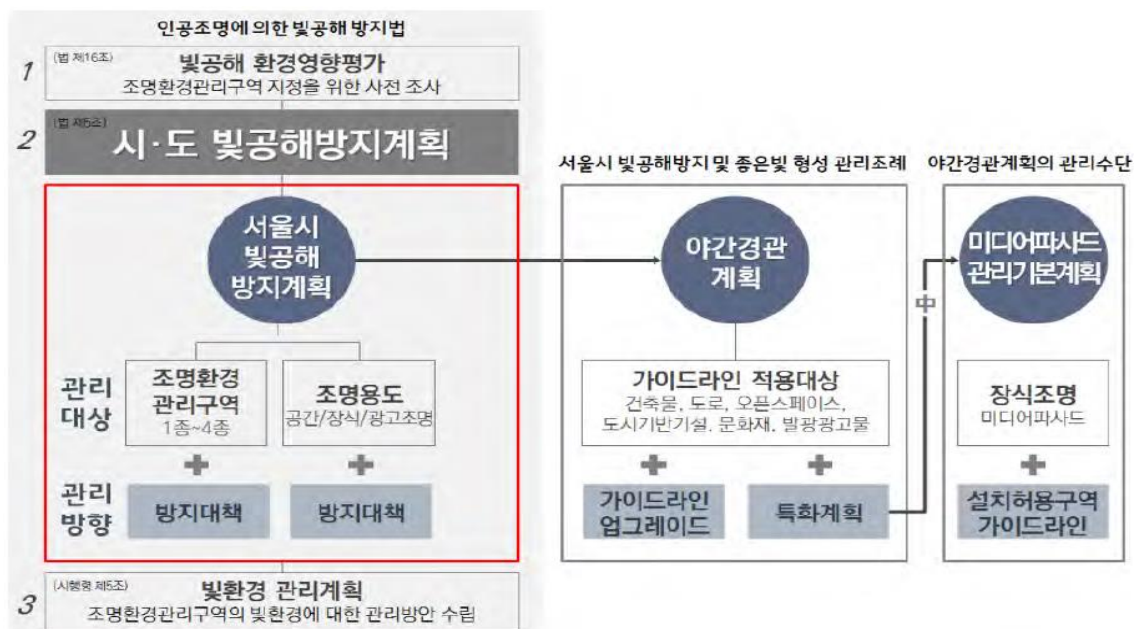 인공조명에 의한 빛공해 방지법
1
(법 제16조)
빛공해 환경영향평가
조명환경관리구역 지정을 위한 사전 조사
2
(법 제5조)
시·도 빛공해방지계획
서울시
빛공해
방지계획
관리
대상
조명환경
관리구역
1종~4종
조명용도
공간/장식/광고조명
관리
방향
방지대책
방지대책
3
(시행령 제5조)
빛환경 관리계획
조명환경관리구역의 빛환경에 대한 관리방안 수립
서울시 빛공해방지 및 좋은빛 형성 관리조례
야간경관
계획
가이드라인 적용대상
건축물, 도로, 오픈스페이스,
도시기반기설, 문화재, 발광광고물
가이드라인
업그레이드
특화계획
中
야간경관계획의 관리수단
미디어파사드
관리기본계획
장식조명
미디어파사드
설치허용구역
가이드라인